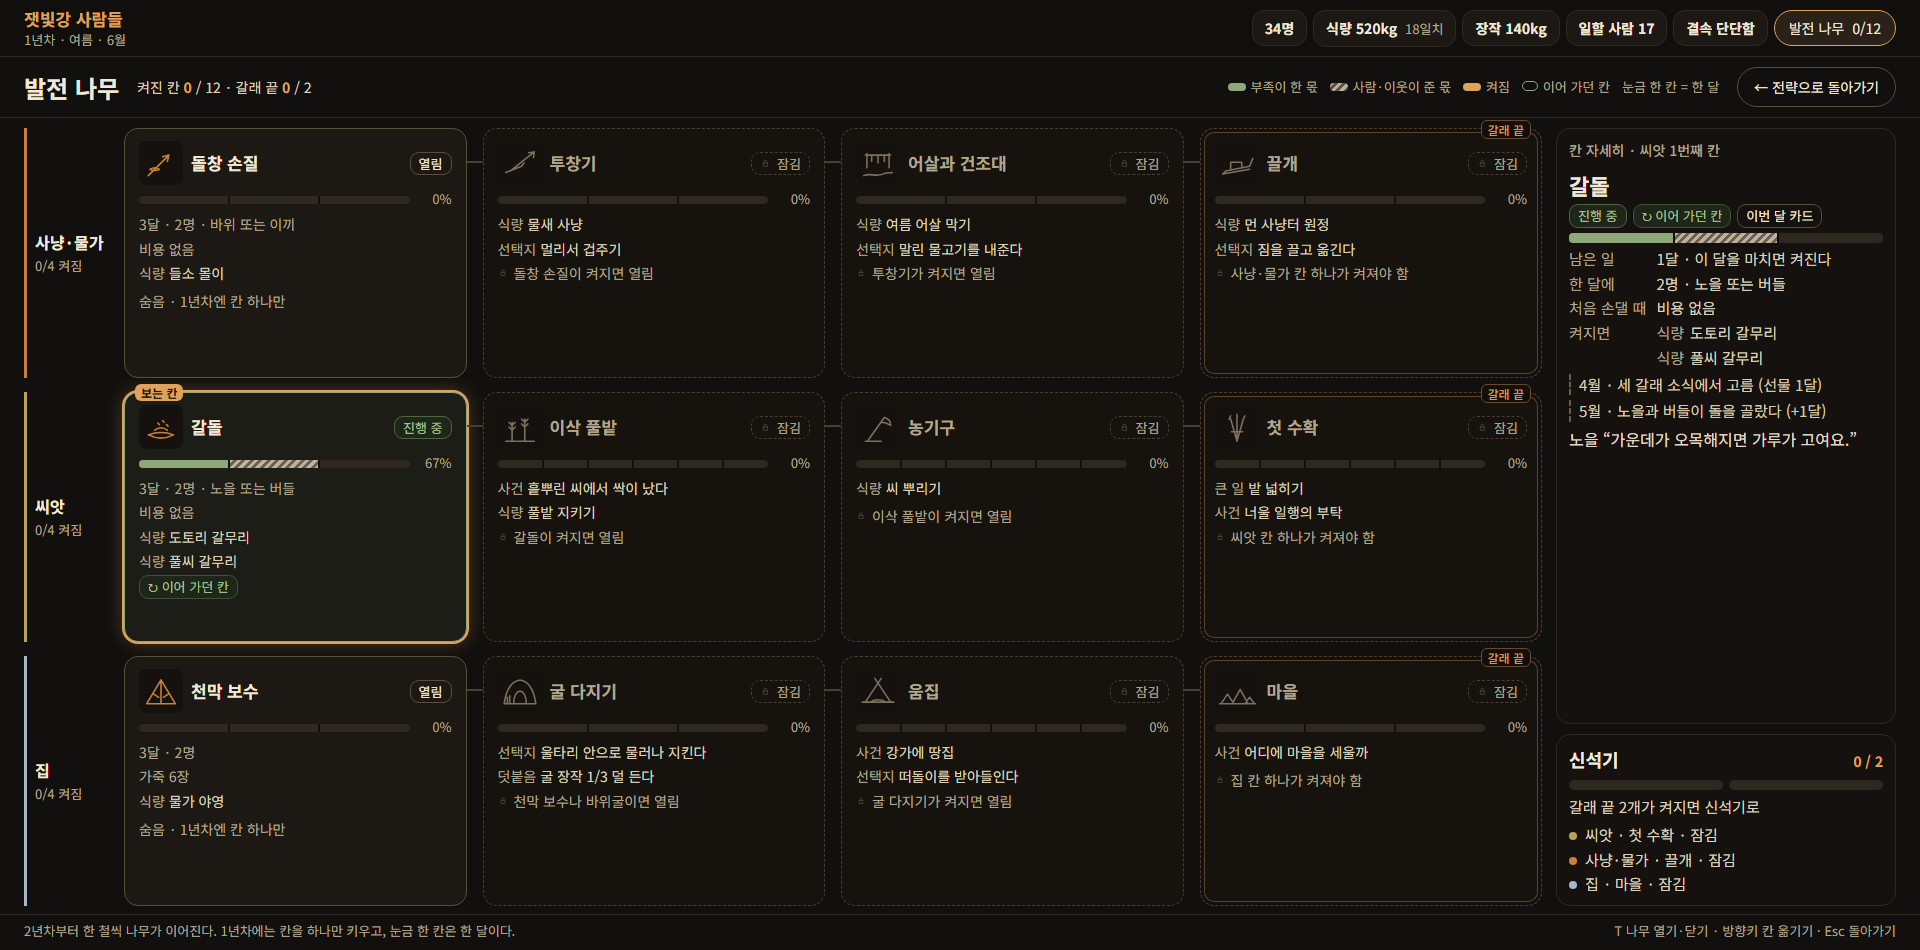 잿빛강 사람들
1년차 · 여름 · 6월
34명
식량 520kg 18일치
장작 140kg
일할 사람 17
결속 단단함
발전 나무 0/12
발전 나무
켜진 칸 0 / 12 · 갈래 끝 0 / 2
부족이 한 몫
사람·이웃이 준 몫
켜짐
이어 가던 칸
눈금 한 칸 = 한 달
← 전략으로 돌아가기
사냥·물가
0/4 켜짐
돌창 손질
열림
0%
3달 · 2명 · 바위 또는 이끼
비용 없음
식량 들소 몰이
숨음 · 1년차엔 칸 하나만
투창기
잠김
0%
식량 물새 사냥
선택지 멀리서 겁주기
돌창 손질이 켜지면 열림
어살과 건조대
잠김
0%
식량 여름 어살 막기
선택지 말린 물고기를 내준다
투창기가 켜지면 열림
갈래 끝
끌개
잠김
0%
식량 먼 사냥터 원정
선택지 짐을 끌고 옮긴다
사냥·물가 칸 하나가 켜져야 함
씨앗
0/4 켜짐
보는 칸
갈돌
진행 중
67%
3달 · 2명 · 노을 또는 버들
비용 없음
식량 도토리 갈무리
식량 풀씨 갈무리
↻ 이어 가던 칸
이삭 풀밭
잠김
0%
사건 흩뿌린 씨에서 싹이 났다
식량 풀밭 지키기
갈돌이 켜지면 열림
농기구
잠김
0%
식량 씨 뿌리기
이삭 풀밭이 켜지면 열림
갈래 끝
첫 수확
잠김
0%
큰 일 밭 넓히기
사건 너울 일행의 부탁
씨앗 칸 하나가 켜져야 함
집
0/4 켜짐
천막 보수
열림
0%
3달 · 2명
가죽 6장
식량 물가 야영
숨음 · 1년차엔 칸 하나만
굴 다지기
잠김
0%
선택지 울타리 안으로 물러나 지킨다
덧붙음 굴 장작 1/3 덜 든다
천막 보수나 바위굴이면 열림
움집
잠김
0%
사건 강가에 땅집
선택지 떠돌이를 받아들인다
굴 다지기가 켜지면 열림
갈래 끝
마을
잠김
0%
사건 어디에 마을을 세울까
집 칸 하나가 켜져야 함
칸 자세히 · 씨앗 1번째 칸
갈돌
진행 중
↻ 이어 가던 칸
이번 달 카드
남은 일 1달 · 이 달을 마치면 켜진다
한 달에 2명 · 노을 또는 버들
처음 손댈 때 비용 없음
켜지면 식량 도토리 갈무리
식량 풀씨 갈무리
4월 · 세 갈래 소식에서 고름 (선물 1달)
5월 · 노을과 버들이 돌을 골랐다 (+1달)
노을 “가운데가 오목해지면 가루가 고여요.”
신석기
0 / 2
갈래 끝 2개가 켜지면 신석기로
씨앗 · 첫 수확 · 잠김
사냥·물가 · 끌개 · 잠김
집 · 마을 · 잠김
2년차부터 한 철씩 나무가 이어진다. 1년차에는 칸을 하나만 키우고, 눈금 한 칸은 한 달이다.
T 나무 열기·닫기 · 방향키 칸 옮기기 · Esc 돌아가기